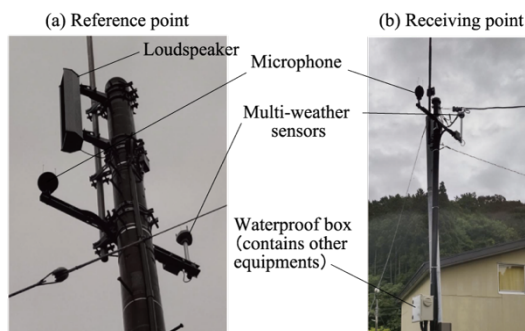 (a) Reference point
(b) Receiving point
Loudspeaker
Microphone
Multi-weather
sensors
Waterproof box
(contains other
equipments)